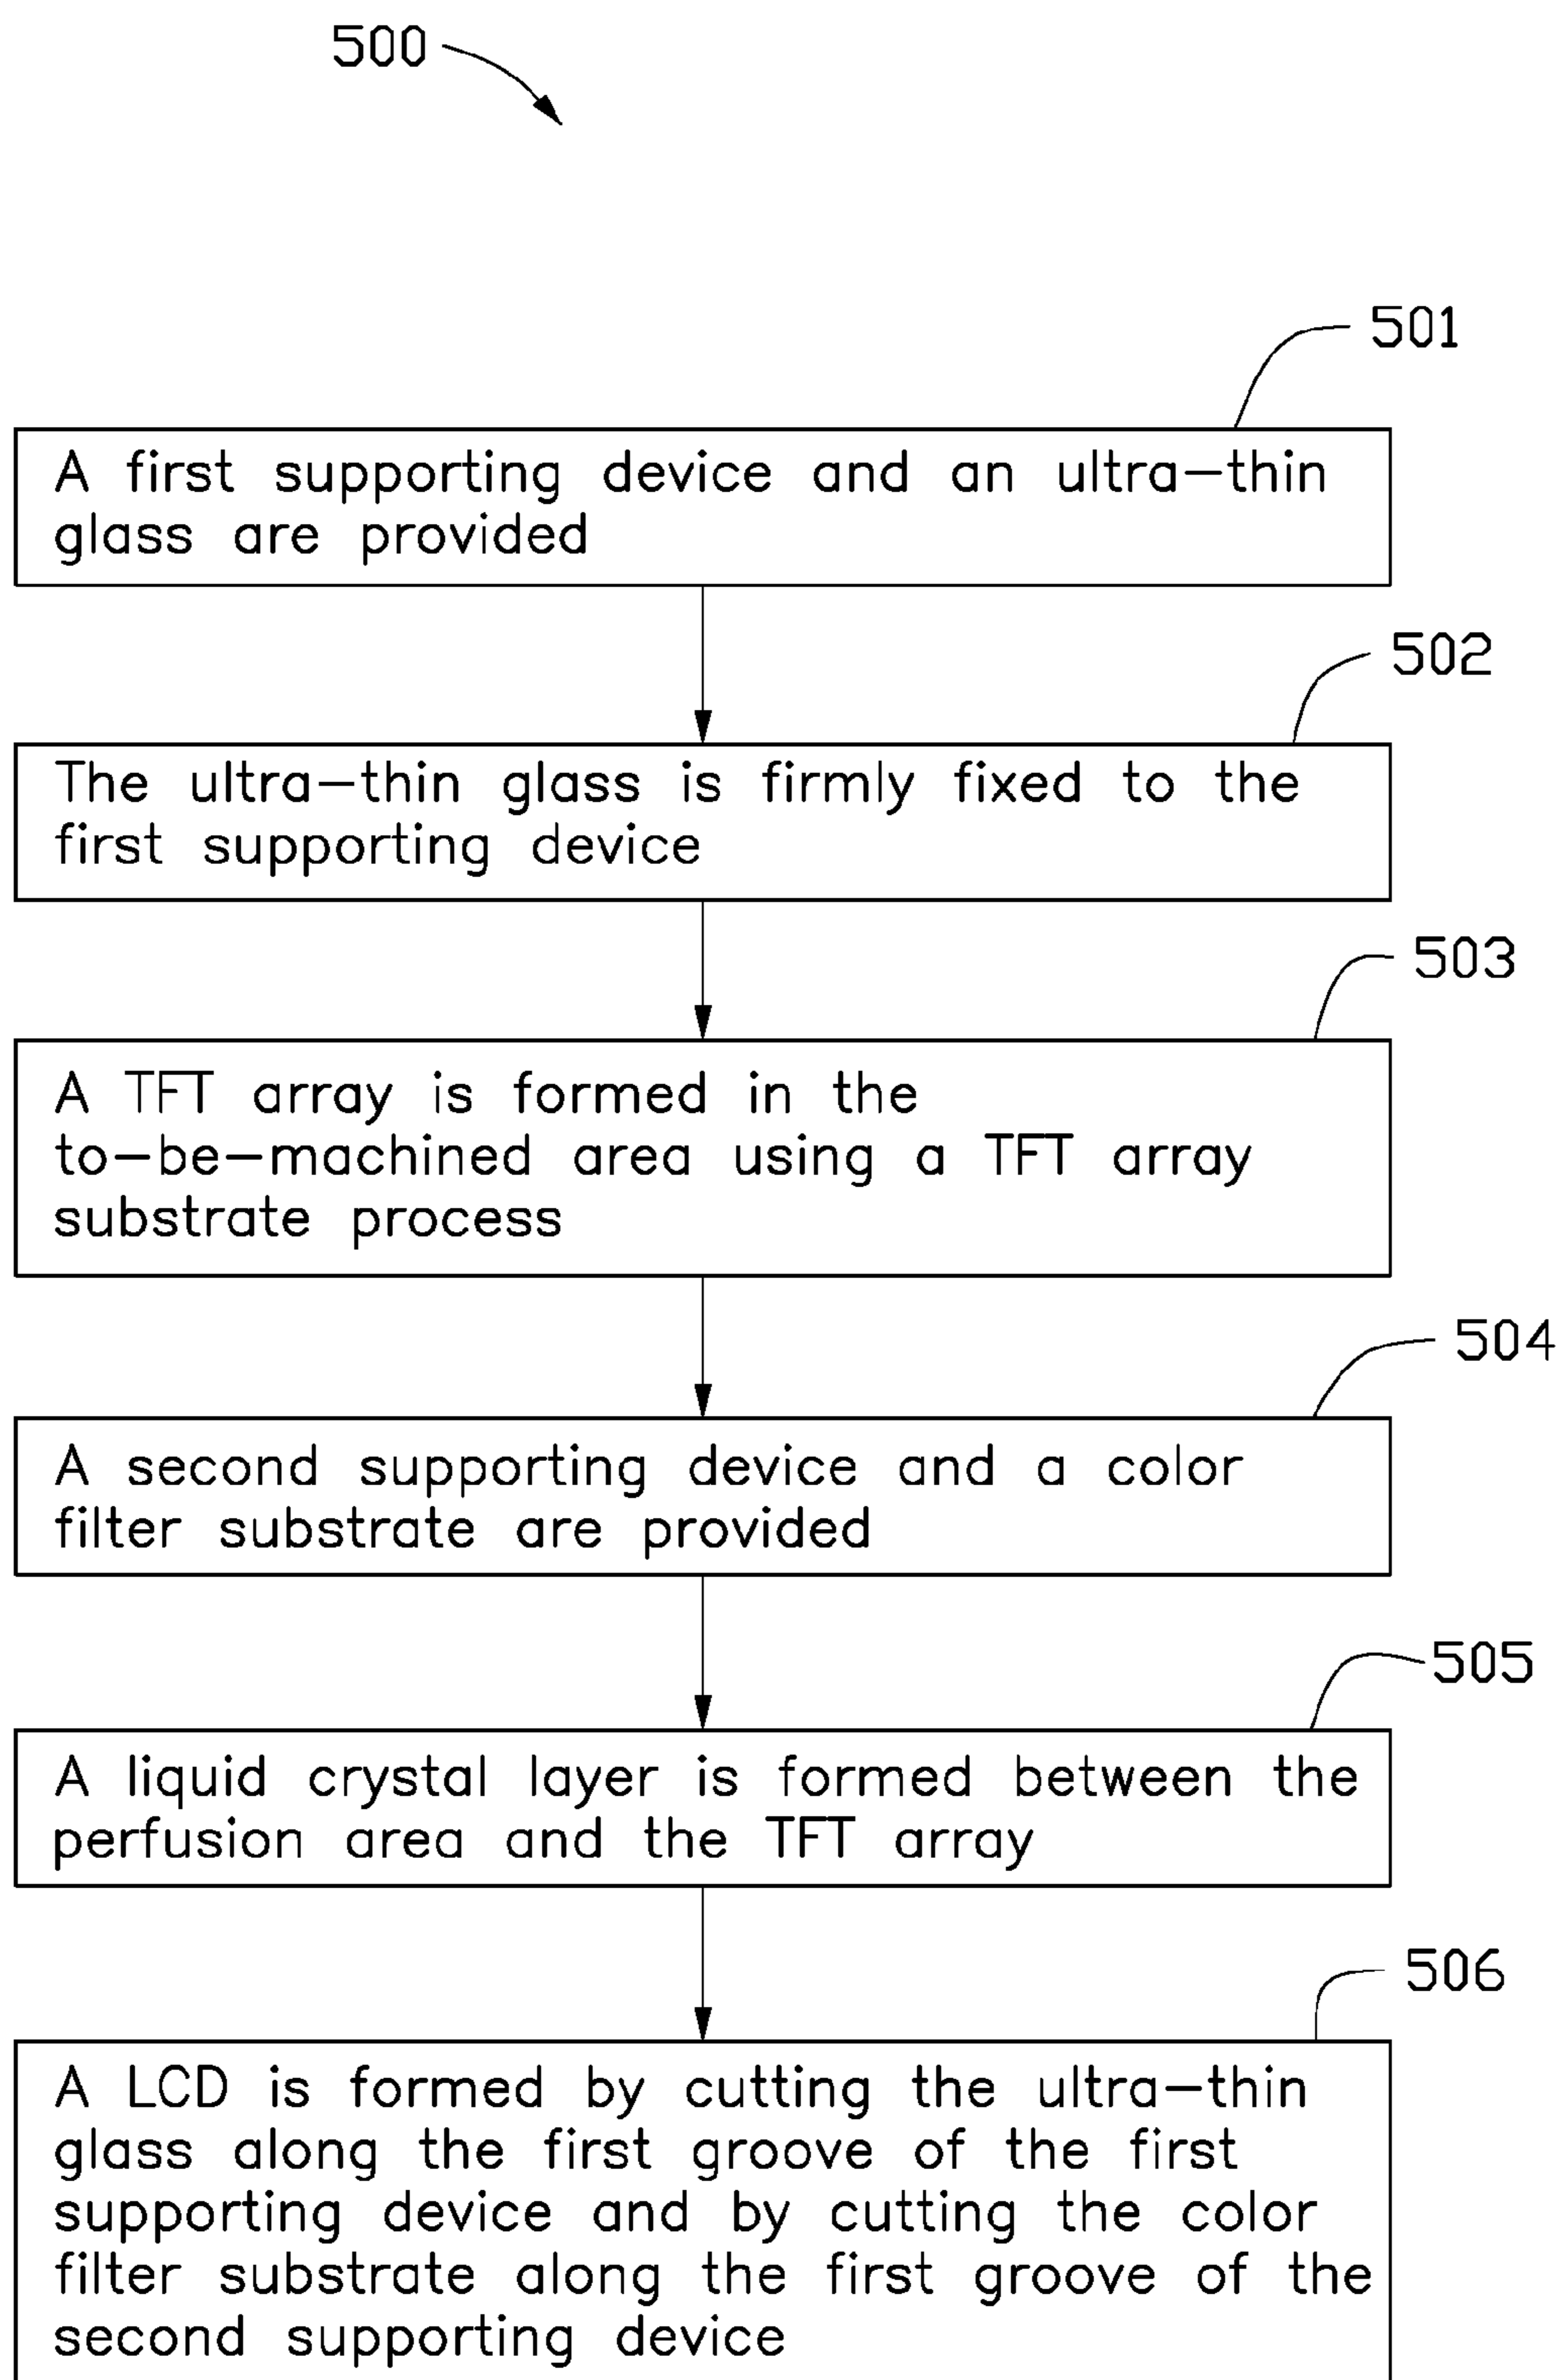 500
501
A first supporting device and an ultra-thin
glass are provided
502
The ultra-thin glass is firmly fixed to the
first supporting device
503
A TFT array is formed in the
to-be-machined area using a TFT array
substrate process
504
A second supporting device and a color
filter substrate are provided
505
A liquid crystal layer is formed between the
perfusion area and the TFT array
506
A LCD is formed by cutting the ultra-thin
glass along the first groove of the first
supporting device and by cutting the color
filter substrate along the first groove of the
second supporting device